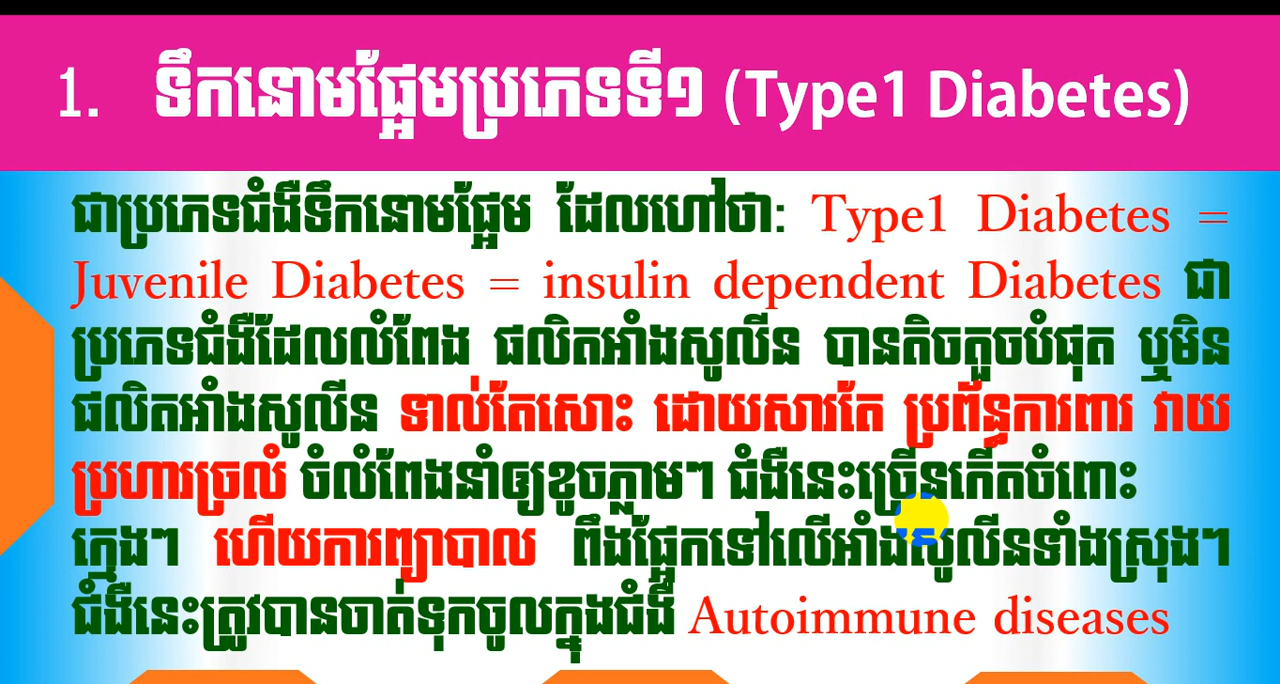 1. ទឹកនោមផ្អែមប្រភេទទី១ (Type1 Diabetes)
ជាប្រភេទជំងឺទឹកនោមផ្អែម ដែលហៅថា: Type1 Diabetes =
Juvenile Diabetes = insulin dependent Diabetes ជា
ប្រភេទជំងឺដែលលំពែង ផលិតអាំងសូលីន បានតិចតួចបំផុត ឬមិន
ផលិតអាំងសូលីន ទាល់តែសោះ ដោយសារតែ ប្រព័ន្ធការពារ វាយ
ប្រហារច្រលំ ចំលំពែងនាំឲ្យខូចភ្លាមៗ ជំងឺនេះច្រើនកើតចំពោះ
ក្មេងៗ ហើយការព្យាបាល ពឹងផ្អែកទៅលើអាំងសូលីនទាំងស្រុងៗ
ជំងឺនេះត្រូវបានចាត់ទុកចូលក្នុងជំងឺ Autoimmune diseases